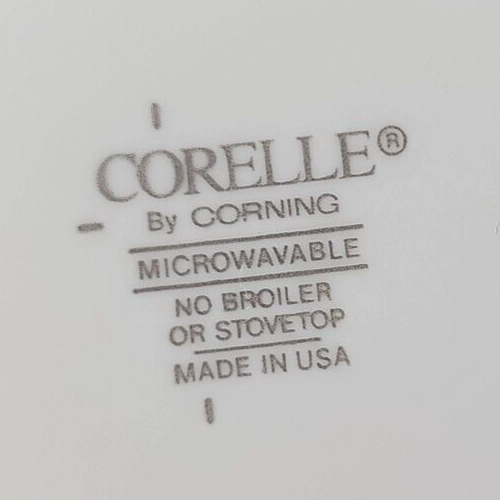 CORELLE®
By CORNING
MICROWAVABLE
NO BROILER
OR STOVETOP
MADE IN USA